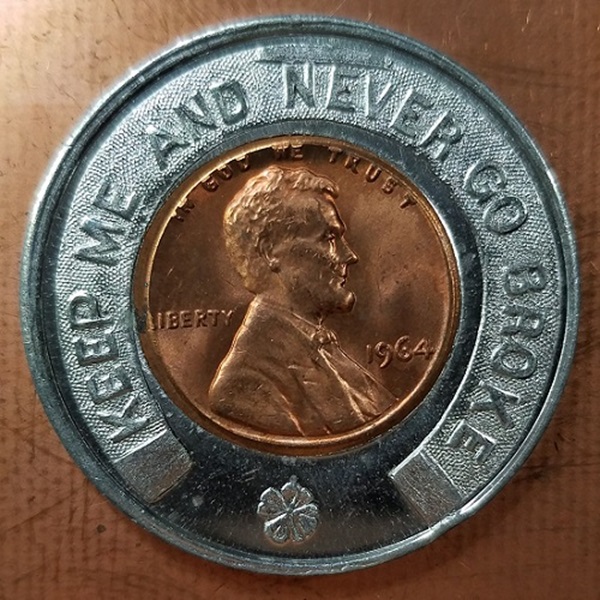 KEEP ME AND NEVER GO BROKE
IN GOD WE TRUST
LIBERTY
1964